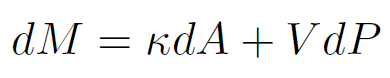 dM = κdA + VdP